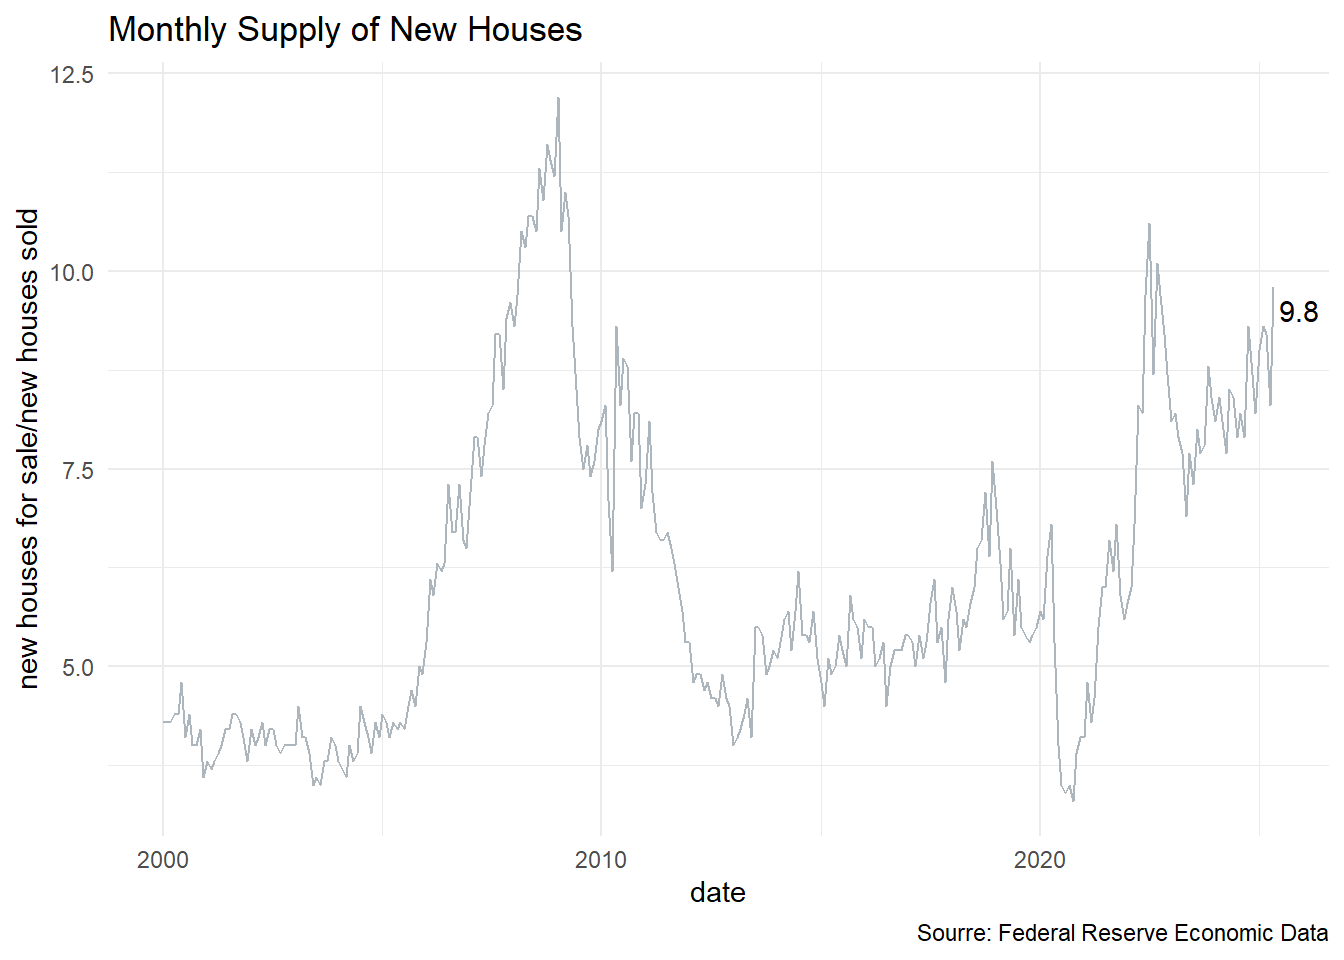 Monthly Supply of New Houses
12.5
10.0
7.5
5.0
new houses for sale/new houses sold
9.8
2000
2010
2020
date
Sourre: Federal Reserve Economic Data